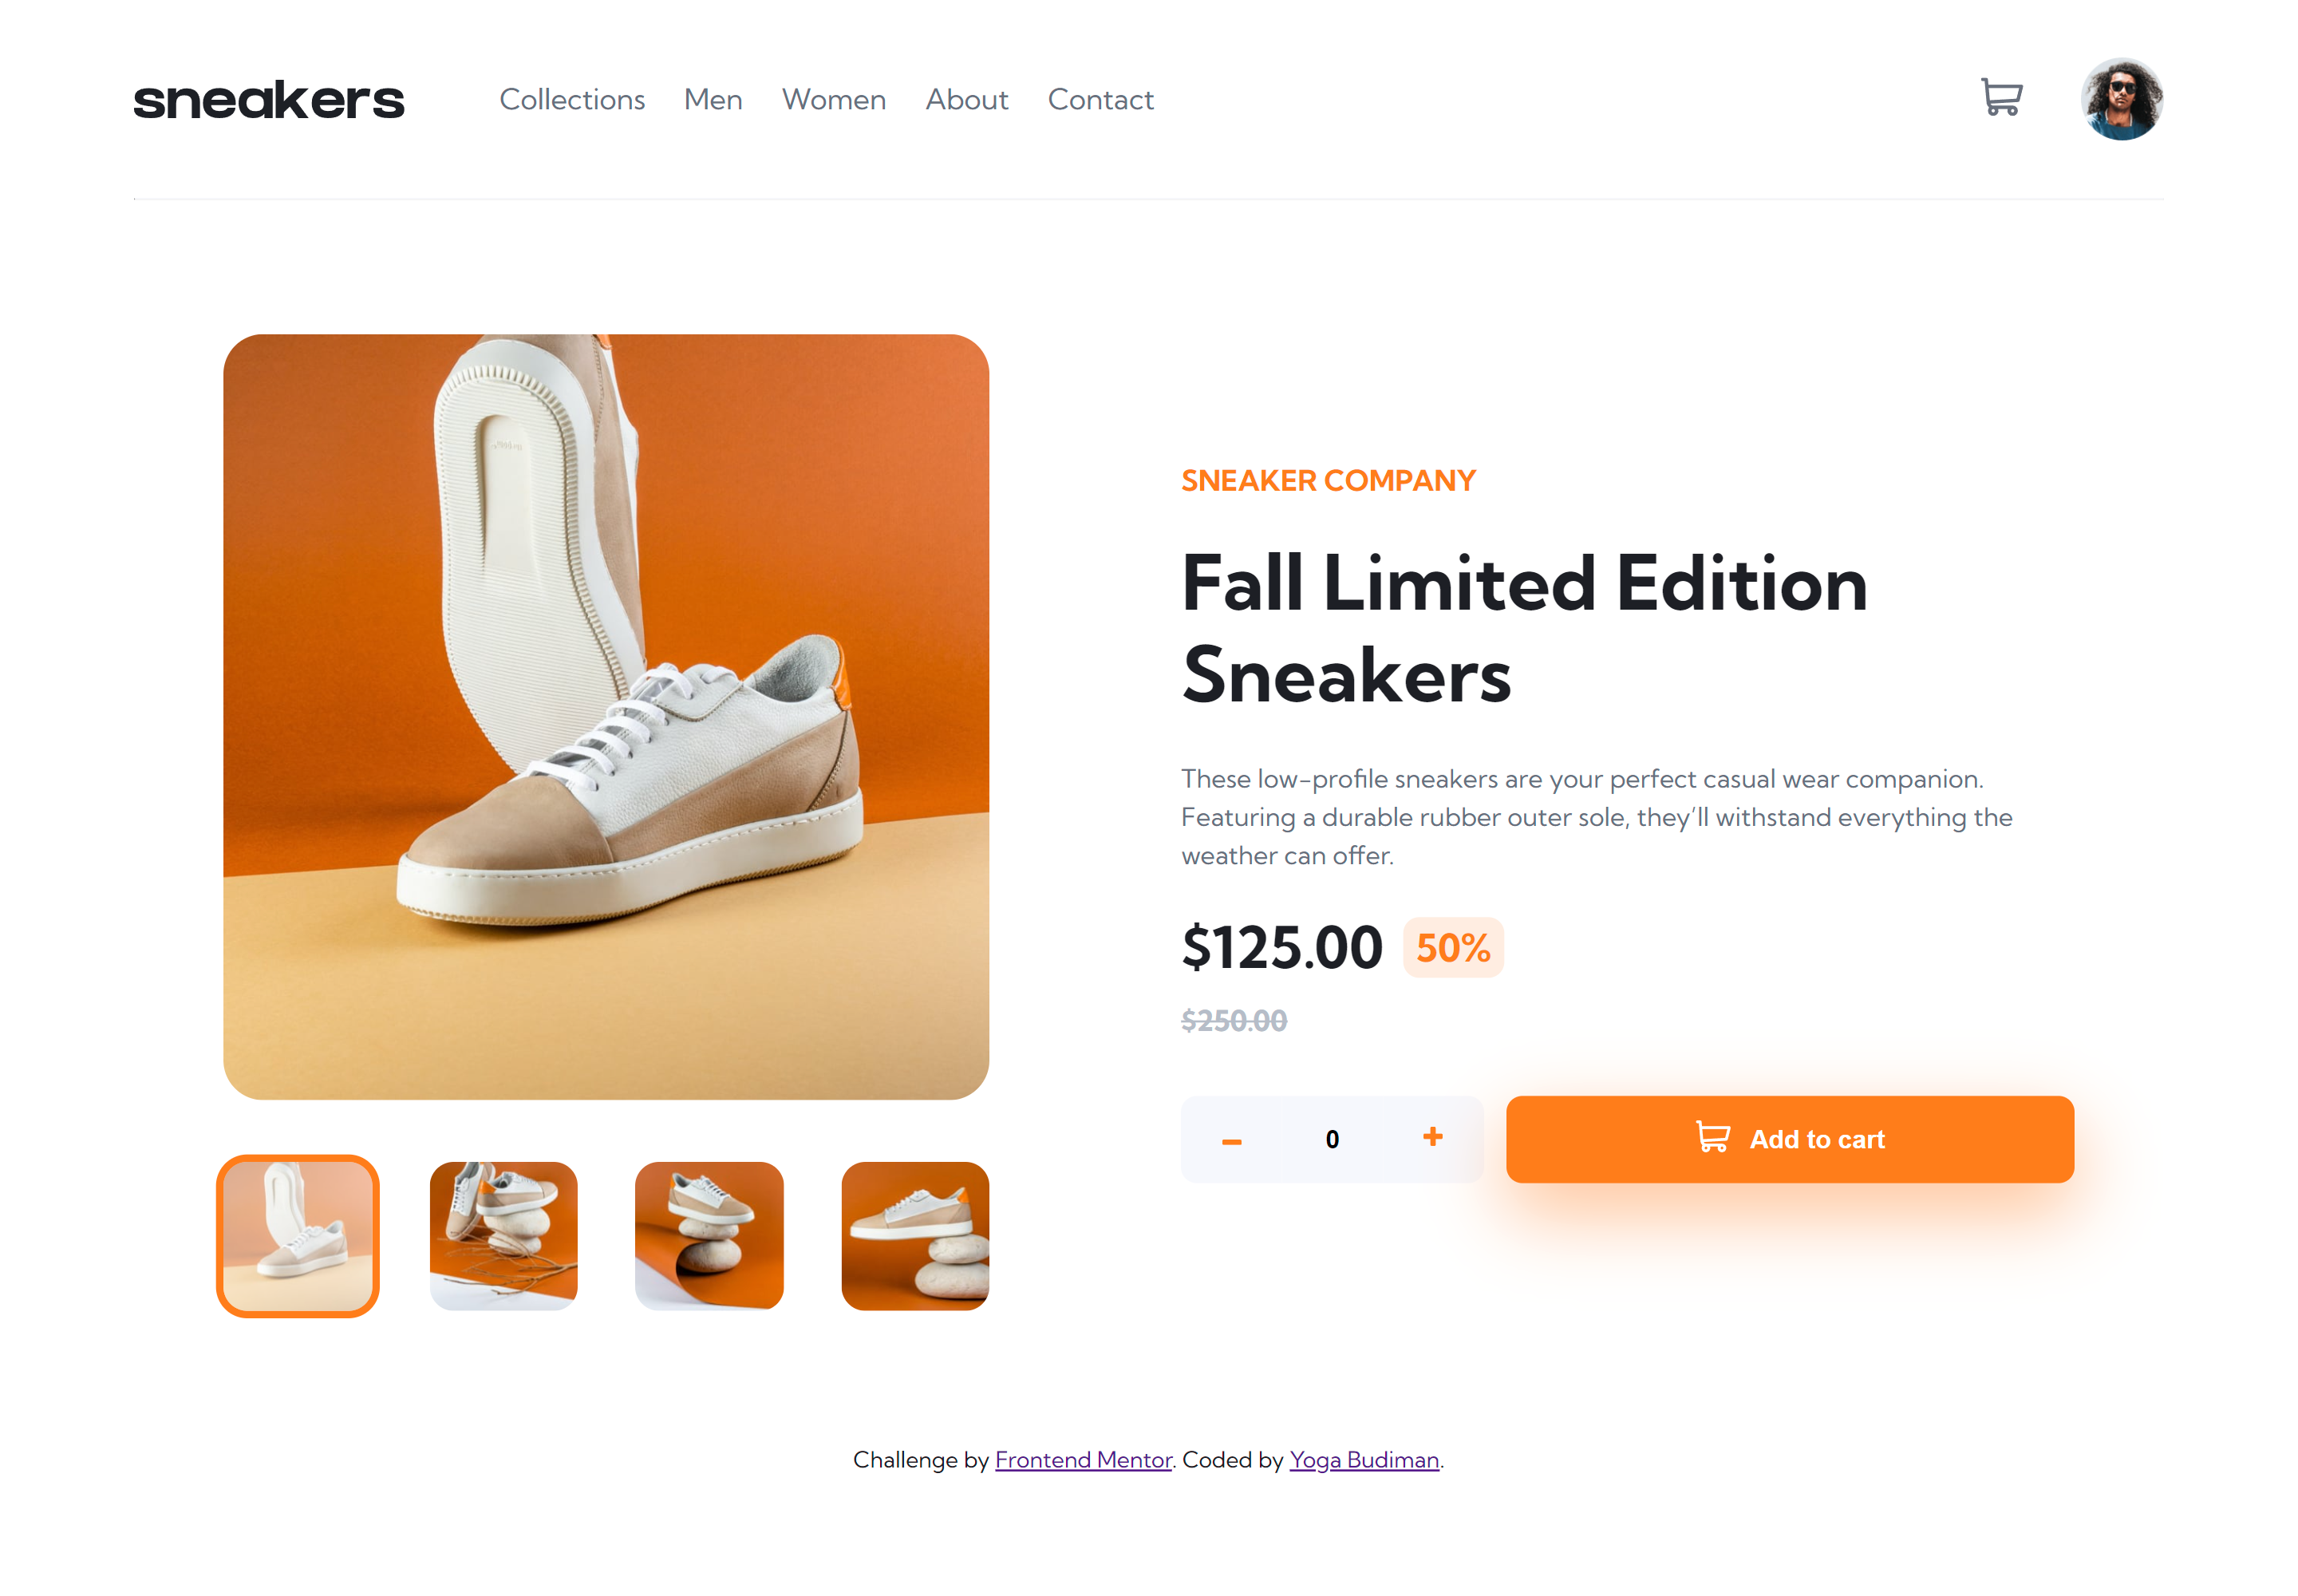 sneakers
Collections Men Women About Contact
SNEAKER COMPANY
Fall Limited Edition
Sneakers
These low-profile sneakers are your perfect casual wear companion.
Featuring a durable rubber outer sole, they’ll withstand everything the
weather can offer.
$125.00 50%
$250.00
0
Add to cart
Challenge by Frontend Mentor. Coded by Yoga Budiman.